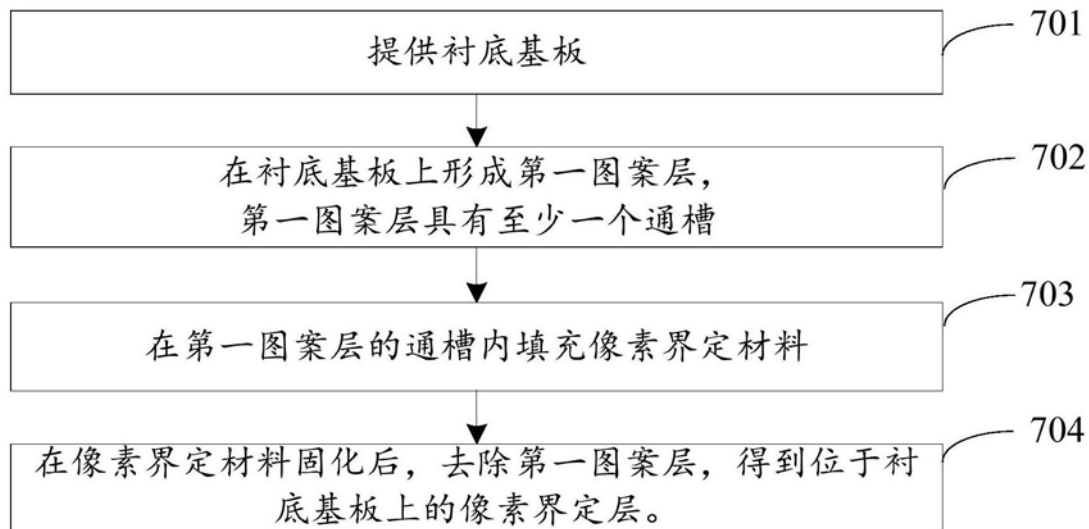 提供衬底基板
701
在衬底基板上形成第一图案层，
第一图案层具有至少一个通槽
702
在第一图案层的通槽内填充像素界定材料
703
在像素界定材料固化后，去除第一图案层，得到位于衬
底基板上的像素界定层。
704